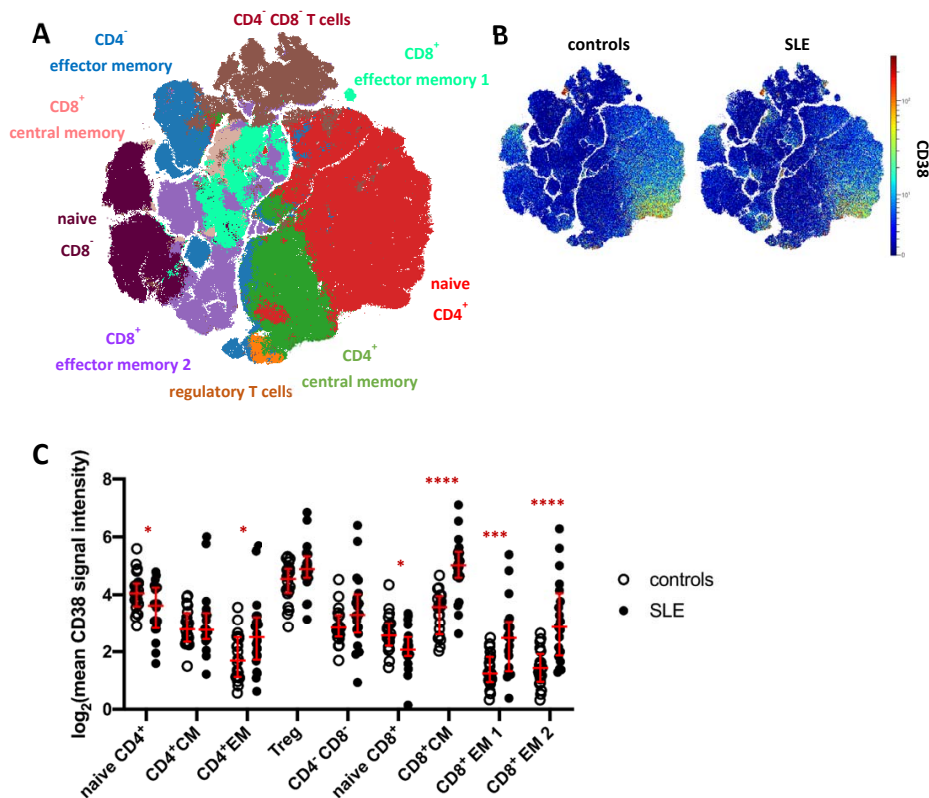 A
CD4⁻ CD8⁻ T cells
CD4⁻
effector memory
CD8⁺
effector memory 1
CD8⁺
central memory
naive
CD8⁻
naive
CD4⁺
CD8⁺
effector memory 2
CD4⁺
central memory
regulatory T cells
B
controls
SLE
10²
10¹
0
CD38
C
log₂(mean CD38 signal intensity)
8
6
4
2
0
*
*
*
****
***
****
naive CD4⁺
CD4⁺CM
CD4⁺EM
Treg
CD4⁻ CD8⁻
naive CD8⁺
CD8⁺CM
CD8⁺ EM 1
CD8⁺ EM 2
controls
SLE